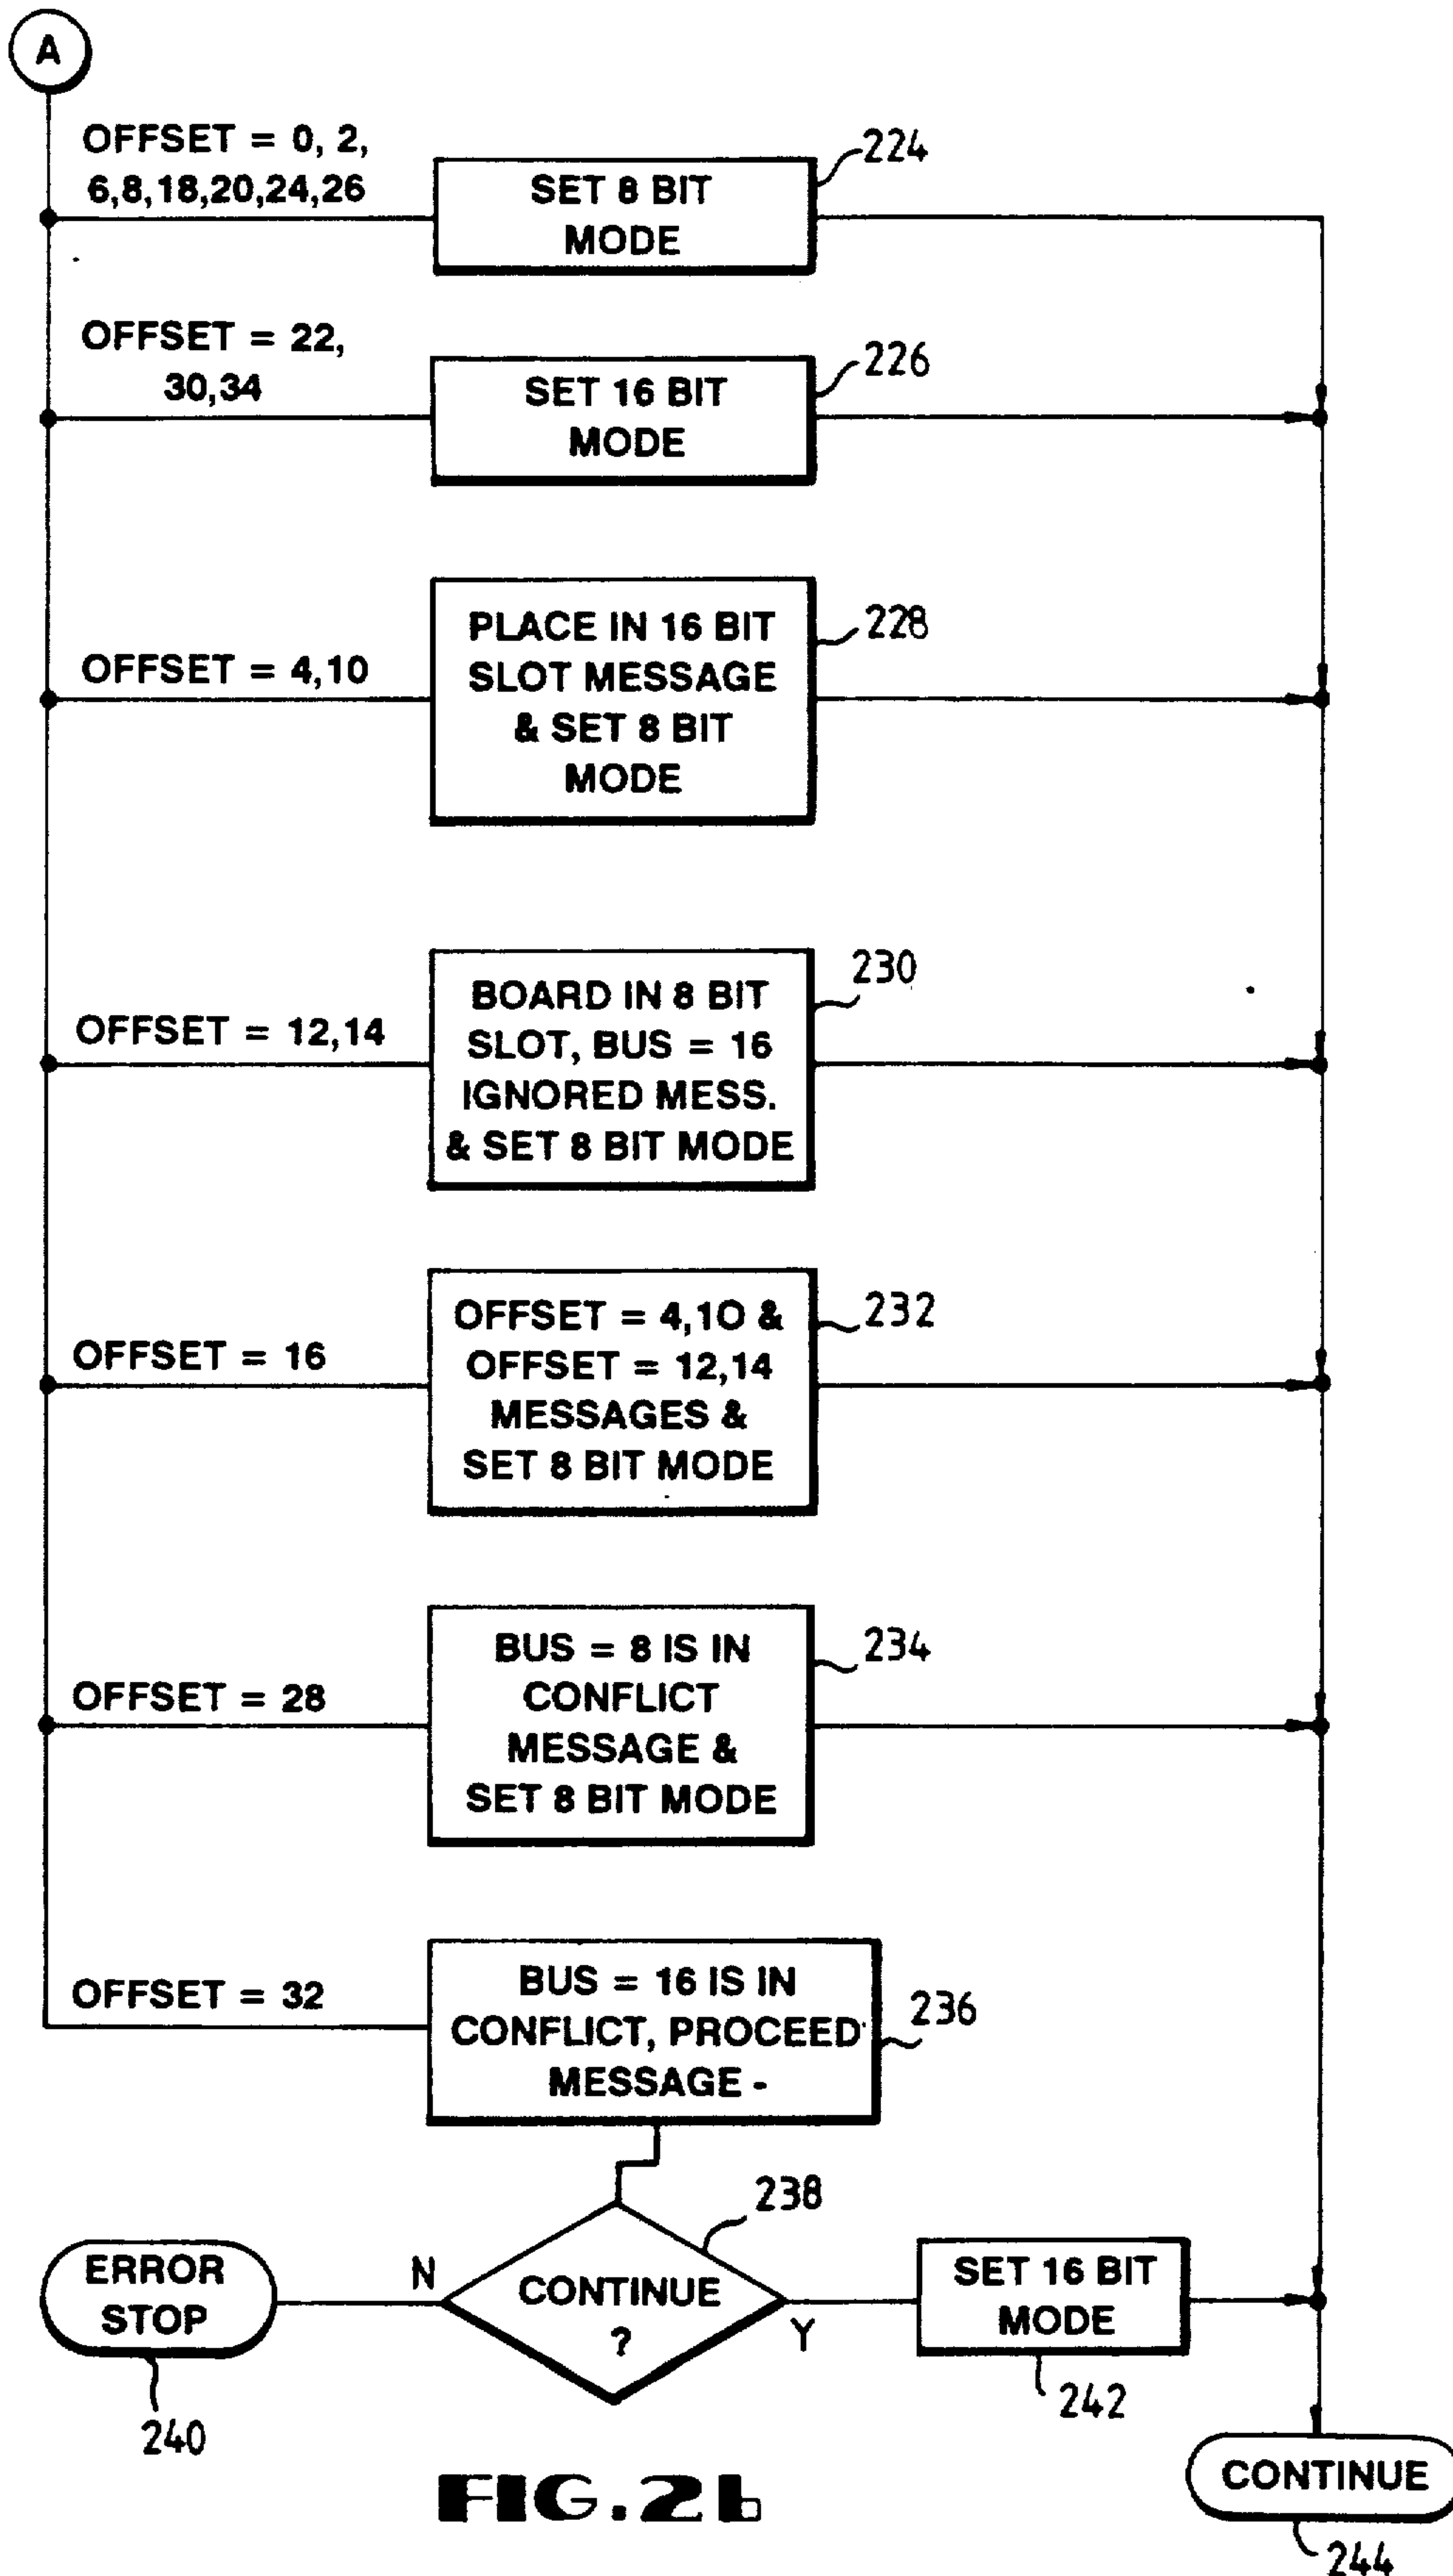 A
OFFSET = 0, 2,
6,8,18,20,24,26
SET 8 BIT
MODE
224
OFFSET = 22,
30,34
SET 16 BIT
MODE
226
OFFSET = 4,10
PLACE IN 16 BIT
SLOT MESSAGE
& SET 8 BIT
MODE
228
OFFSET = 12,14
BOARD IN 8 BIT
SLOT, BUS = 16
IGNORED MESS.
& SET 8 BIT MODE
230
OFFSET = 16
OFFSET = 4,10 &
OFFSET = 12,14
MESSAGES &
SET 8 BIT MODE
232
OFFSET = 28
BUS = 8 IS IN
CONFLICT
MESSAGE &
SET 8 BIT MODE
234
OFFSET = 32
BUS = 16 IS IN
CONFLICT, PROCEED
MESSAGE -
236
238
ERROR
STOP
240
N
CONTINUE
?
Y
SET 16 BIT
MODE
242
CONTINUE
244
FIG.2b